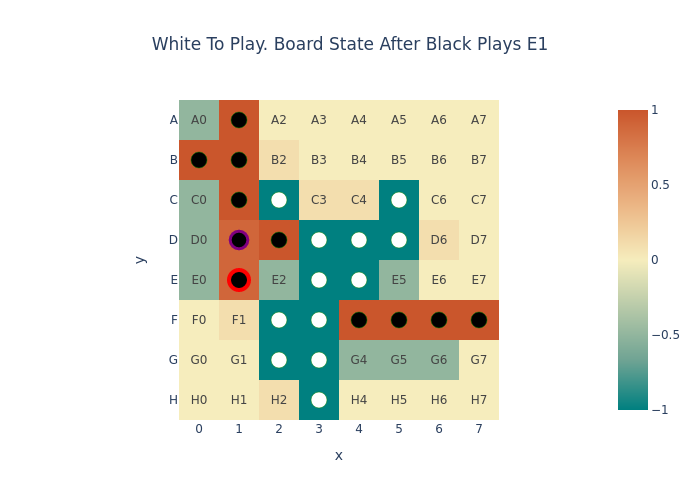 White To Play. Board State After Black Plays E1
A A0 A2 A3 A4 A5 A6 A7
B B2 B3 B4 B5 B6 B7
C C0 C3 C4 C6 C7
D D0 D6 D7
E E0 E2 E5 E6 E7
F F0 F1
G G0 G1 G4 G5 G6 G7
H H0 H1 H2 H4 H5 H6 H7
0 1 2 3 4 5 6 7
x
y
1
0.5
0
−0.5
−1